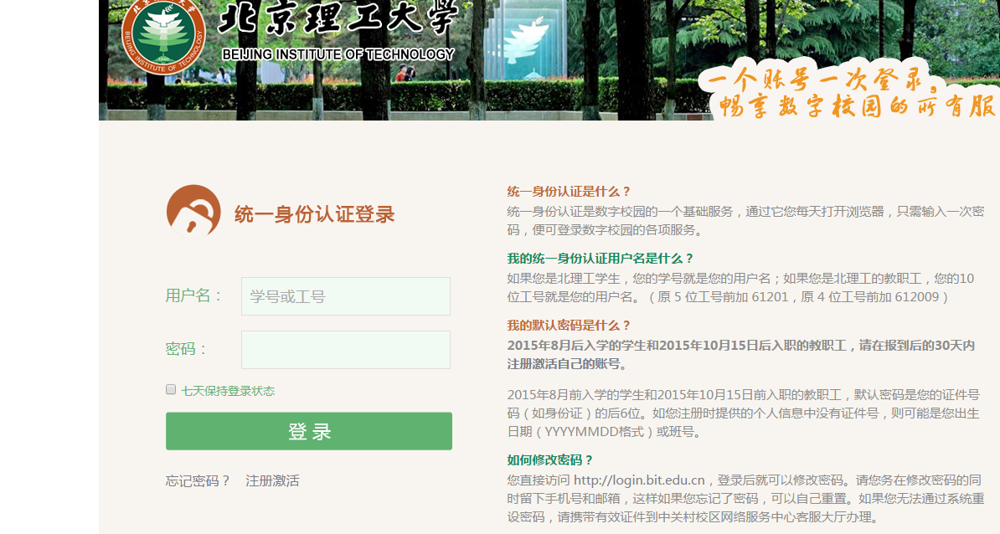 北京理工大學
BEIJING INSTITUTE OF TECHNOLOGY
BEIJING INSTITUTE OF TECHNOLOGY
一个账号一次登录，
畅享数字校园的所有服
统一身份认证登录
用户名：
学号或工号
密码：
七天保持登录状态
登 录
忘记密码？ 注册激活
统一身份认证是什么？
统一身份认证是数字校园的一个基础服务，通过它您每天打开浏览器，只需输入一次密
码，便可登录数字校园的各项服务。
我的统一身份认证用户名是什么？
如果您是北理工学生，您的学号就是您的用户名；如果您是北理工的教职工，您的10
位工号就是您的用户名。（原 5 位工号前加 61201，原 4 位工号前加 612009 ）
我的默认密码是什么？
2015年8月后入学的学生和2015年10月15日后入职的教职工，请在报到后的30天内
注册激活自己的账号。
2015年8月前入学的学生和2015年10月15日前入职的教职工，默认密码是您的证件号
码（如身份证）的后6位。如您注册时提供的个人信息中没有证件号，则可能是您出生
日期（YYYYMMDD格式）或班号。
如何修改密码？
您直接访问 http://login.bit.edu.cn，登录后就可以修改密码。请您务在修改密码的同
时留下手机号和邮箱，这样如果您忘记了密码，可以自己重置。如果您无法通过系统重
设密码，请携带有效证件到中关村校区网络服务中心客服大厅办理。